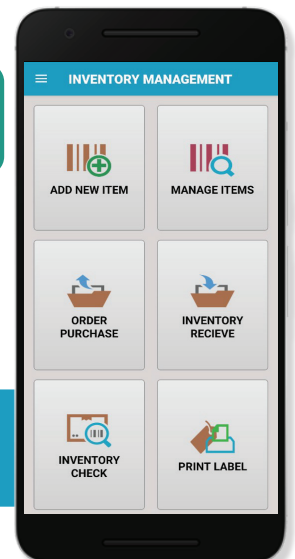 INVENTORY MANAGEMENT
ADD NEW ITEM
MANAGE ITEMS
ORDER
PURCHASE
INVENTORY
RECIEVE
INVENTORY
CHECK
PRINT LABEL